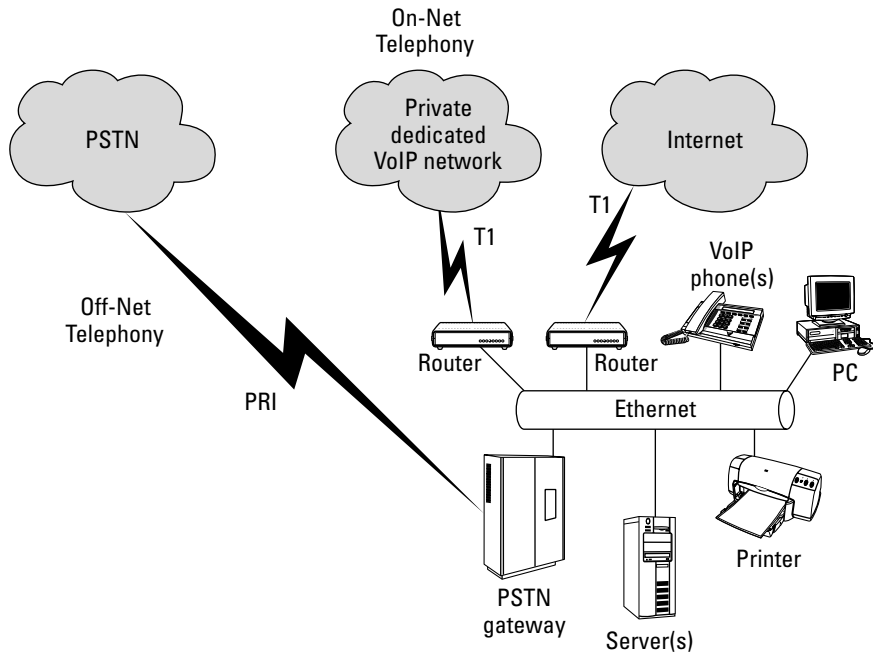 On-Net
Telephony
PSTN
Private
dedicated
VoIP network
Internet
T1
T1
VoIP
phone(s)
Off-Net
Telephony
Router
Router
PC
PRI
Ethernet
Printer
PSTN
gateway
Server(s)